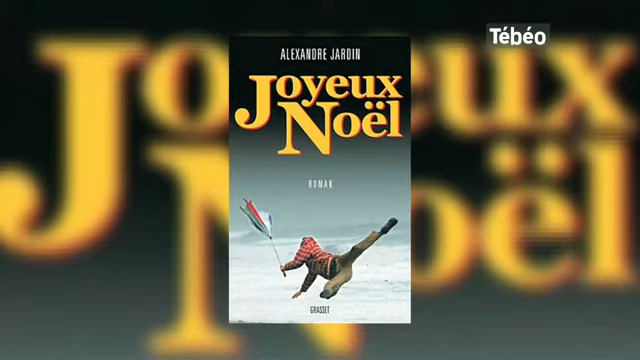 Tébéo
ALEXANDRE JARDIN
Joyeux
Noël
ROMAN
GRASSET